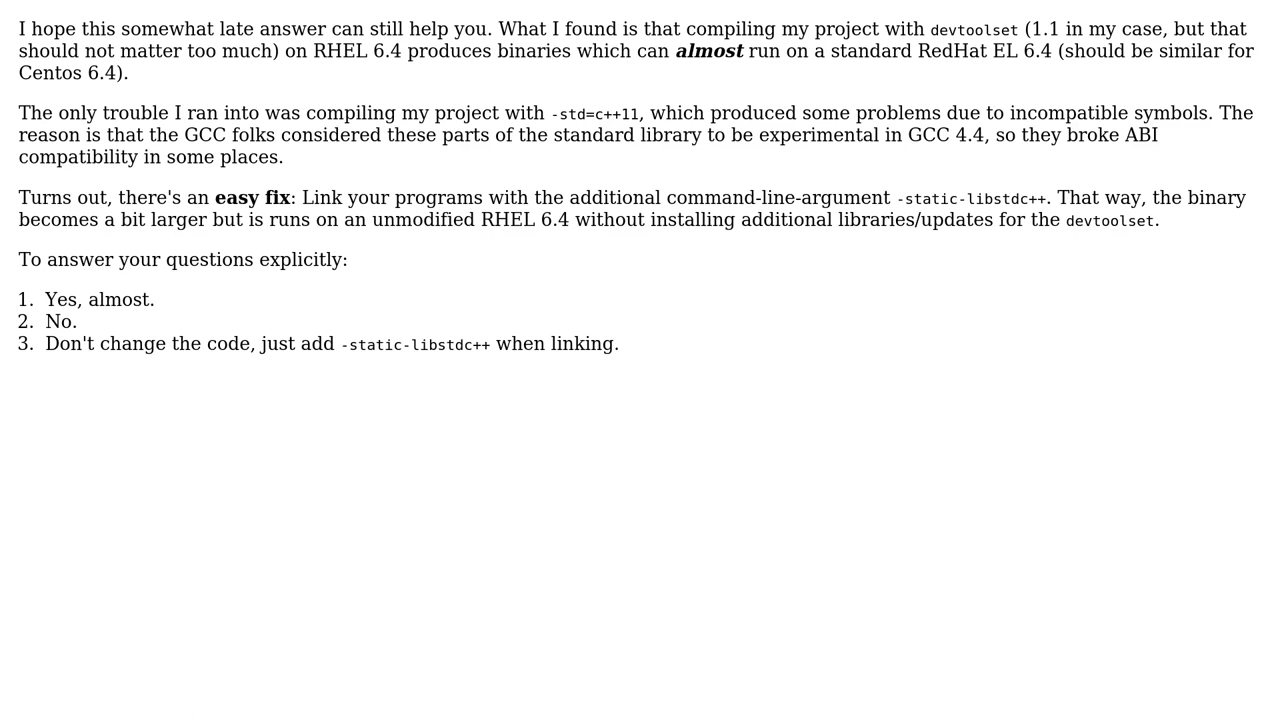 I hope this somewhat late answer can still help you. What I found is that compiling my project with devtoolset (1.1 in my case, but that
should not matter too much) on RHEL 6.4 produces binaries which can almost run on a standard RedHat EL 6.4 (should be similar for
Centos 6.4).
The only trouble I ran into was compiling my project with -std=c++11, which produced some problems due to incompatible symbols. The
reason is that the GCC folks considered these parts of the standard library to be experimental in GCC 4.4, so they broke ABI
compatibility in some places.
Turns out, there's an easy fix: Link your programs with the additional command-line-argument -static-libstdc++. That way, the binary
becomes a bit larger but is runs on an unmodified RHEL 6.4 without installing additional libraries/updates for the devtoolset.
To answer your questions explicitly:
1. Yes, almost.
2. No.
3. Don't change the code, just add -static-libstdc++ when linking.